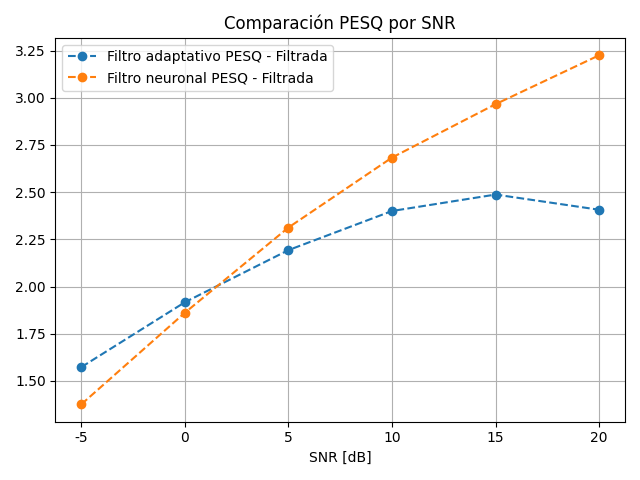 Comparación PESQ por SNR
Filtro adaptativo PESQ - Filtrada
Filtro neuronal PESQ - Filtrada
3.25
3.00
2.75
2.50
2.25
2.00
1.75
1.50
-5 0 5 10 15 20
SNR [dB]